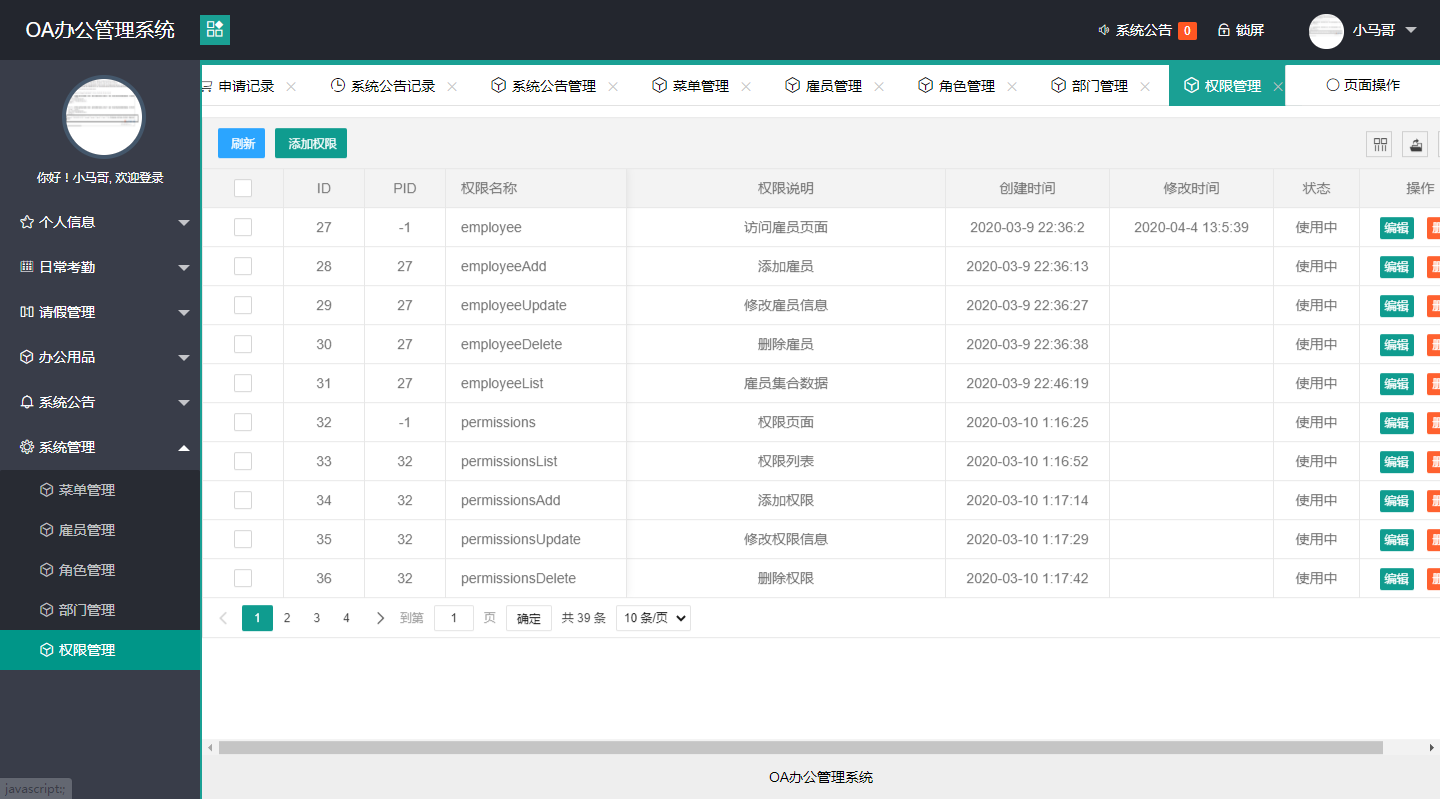 OA办公管理系统 系统公告 0 锁屏 小马哥
申请记录 系统公告记录 系统公告管理 菜单管理 雇员管理 角色管理 部门管理 权限管理 页面操作
你好！小马哥, 欢迎登录
个人信息
日常考勤
请假管理
办公用品
系统公告
系统管理
菜单管理
雇员管理
角色管理
部门管理
权限管理
刷新 添加权限
ID PID 权限名称 权限说明 创建时间 修改时间 状态 操作
27 -1 employee 访问雇员页面 2020-03-9 22:36:2 2020-04-4 13:5:39 使用中 编辑
28 27 employeeAdd 添加雇员 2020-03-9 22:36:13 使用中 编辑
29 27 employeeUpdate 修改雇员信息 2020-03-9 22:36:27 使用中 编辑
30 27 employeeDelete 删除雇员 2020-03-9 22:36:38 使用中 编辑
31 27 employeeList 雇员集合数据 2020-03-9 22:46:19 使用中 编辑
32 -1 permissions 权限页面 2020-03-10 1:16:25 使用中 编辑
33 32 permissionsList 权限列表 2020-03-10 1:16:52 使用中 编辑
34 32 permissionsAdd 添加权限 2020-03-10 1:17:14 使用中 编辑
35 32 permissionsUpdate 修改权限信息 2020-03-10 1:17:29 使用中 编辑
36 32 permissionsDelete 删除权限 2020-03-10 1:17:42 使用中 编辑
1 2 3 4 到第 1 页 确定 共 39 条 10 条/页
OA办公管理系统
javascript:;